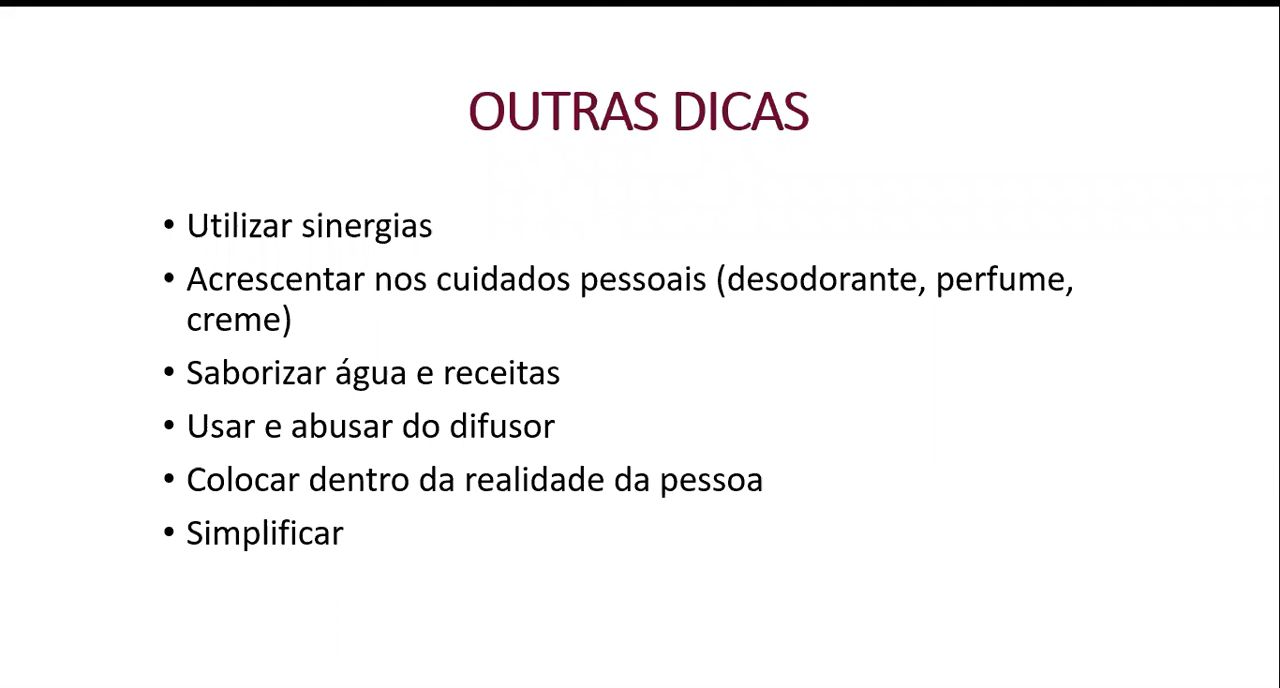 OUTRAS DICAS
• Utilizar sinergias
• Acrescentar nos cuidados pessoais (desodorante, perfume,
creme)
• Saborizar água e receitas
• Usar e abusar do difusor
• Colocar dentro da realidade da pessoa
• Simplificar